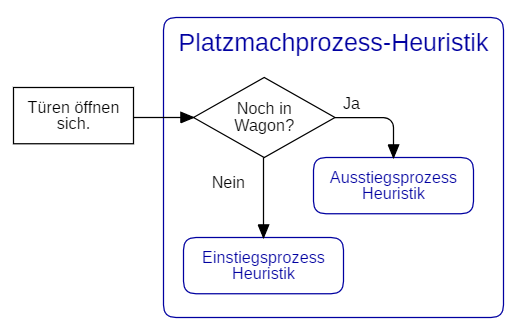 Platzmachprozess-Heuristik
Türen öffnen
sich.
Noch in
Wagon?
Ja
Nein
Ausstiegsprozess
Heuristik
Einstiegsprozess
Heuristik